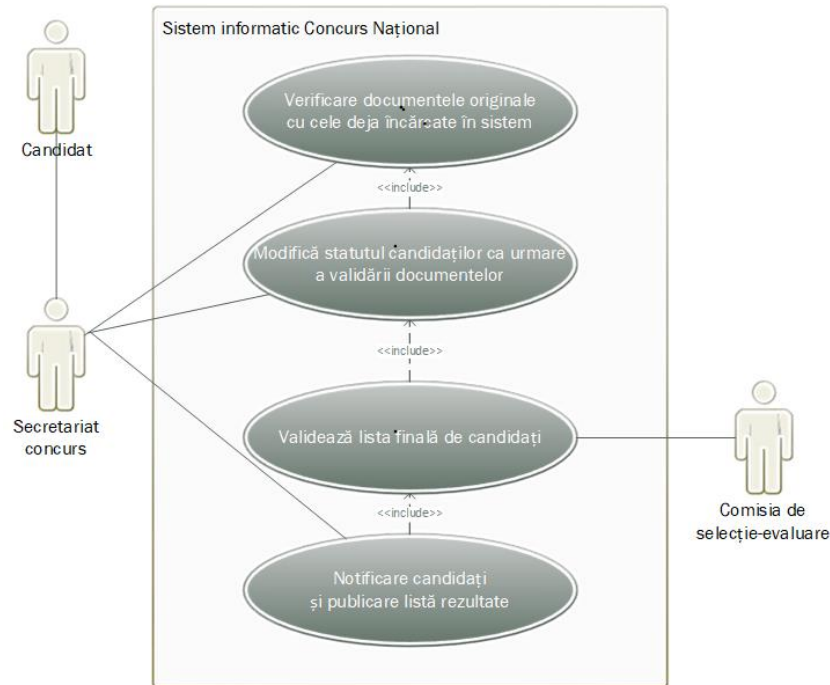 Sistem informatic Concurs Național
Verificare documentele originale
cu cele deja încărcate în sistem
Candidat
<<include>>
Modifică statutul candidaților ca urmare
a validării documentelor
<<include>>
Secretariat
concurs
Validează lista finală de candidați
Comisia de
selecție-evaluare
<<include>>
Notificare candidați
și publicare listă rezultate